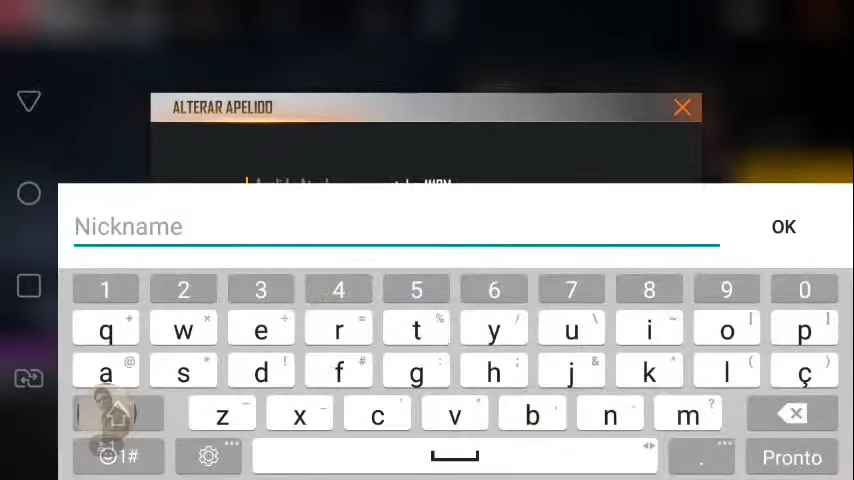 ALTERAR APELIDO
Nickname
OK
1 2 3 4 5 6 7 8 9 0
q w e r t y u i o p
a s d f g h j k l ç
z x c v b n m
1# . Pronto